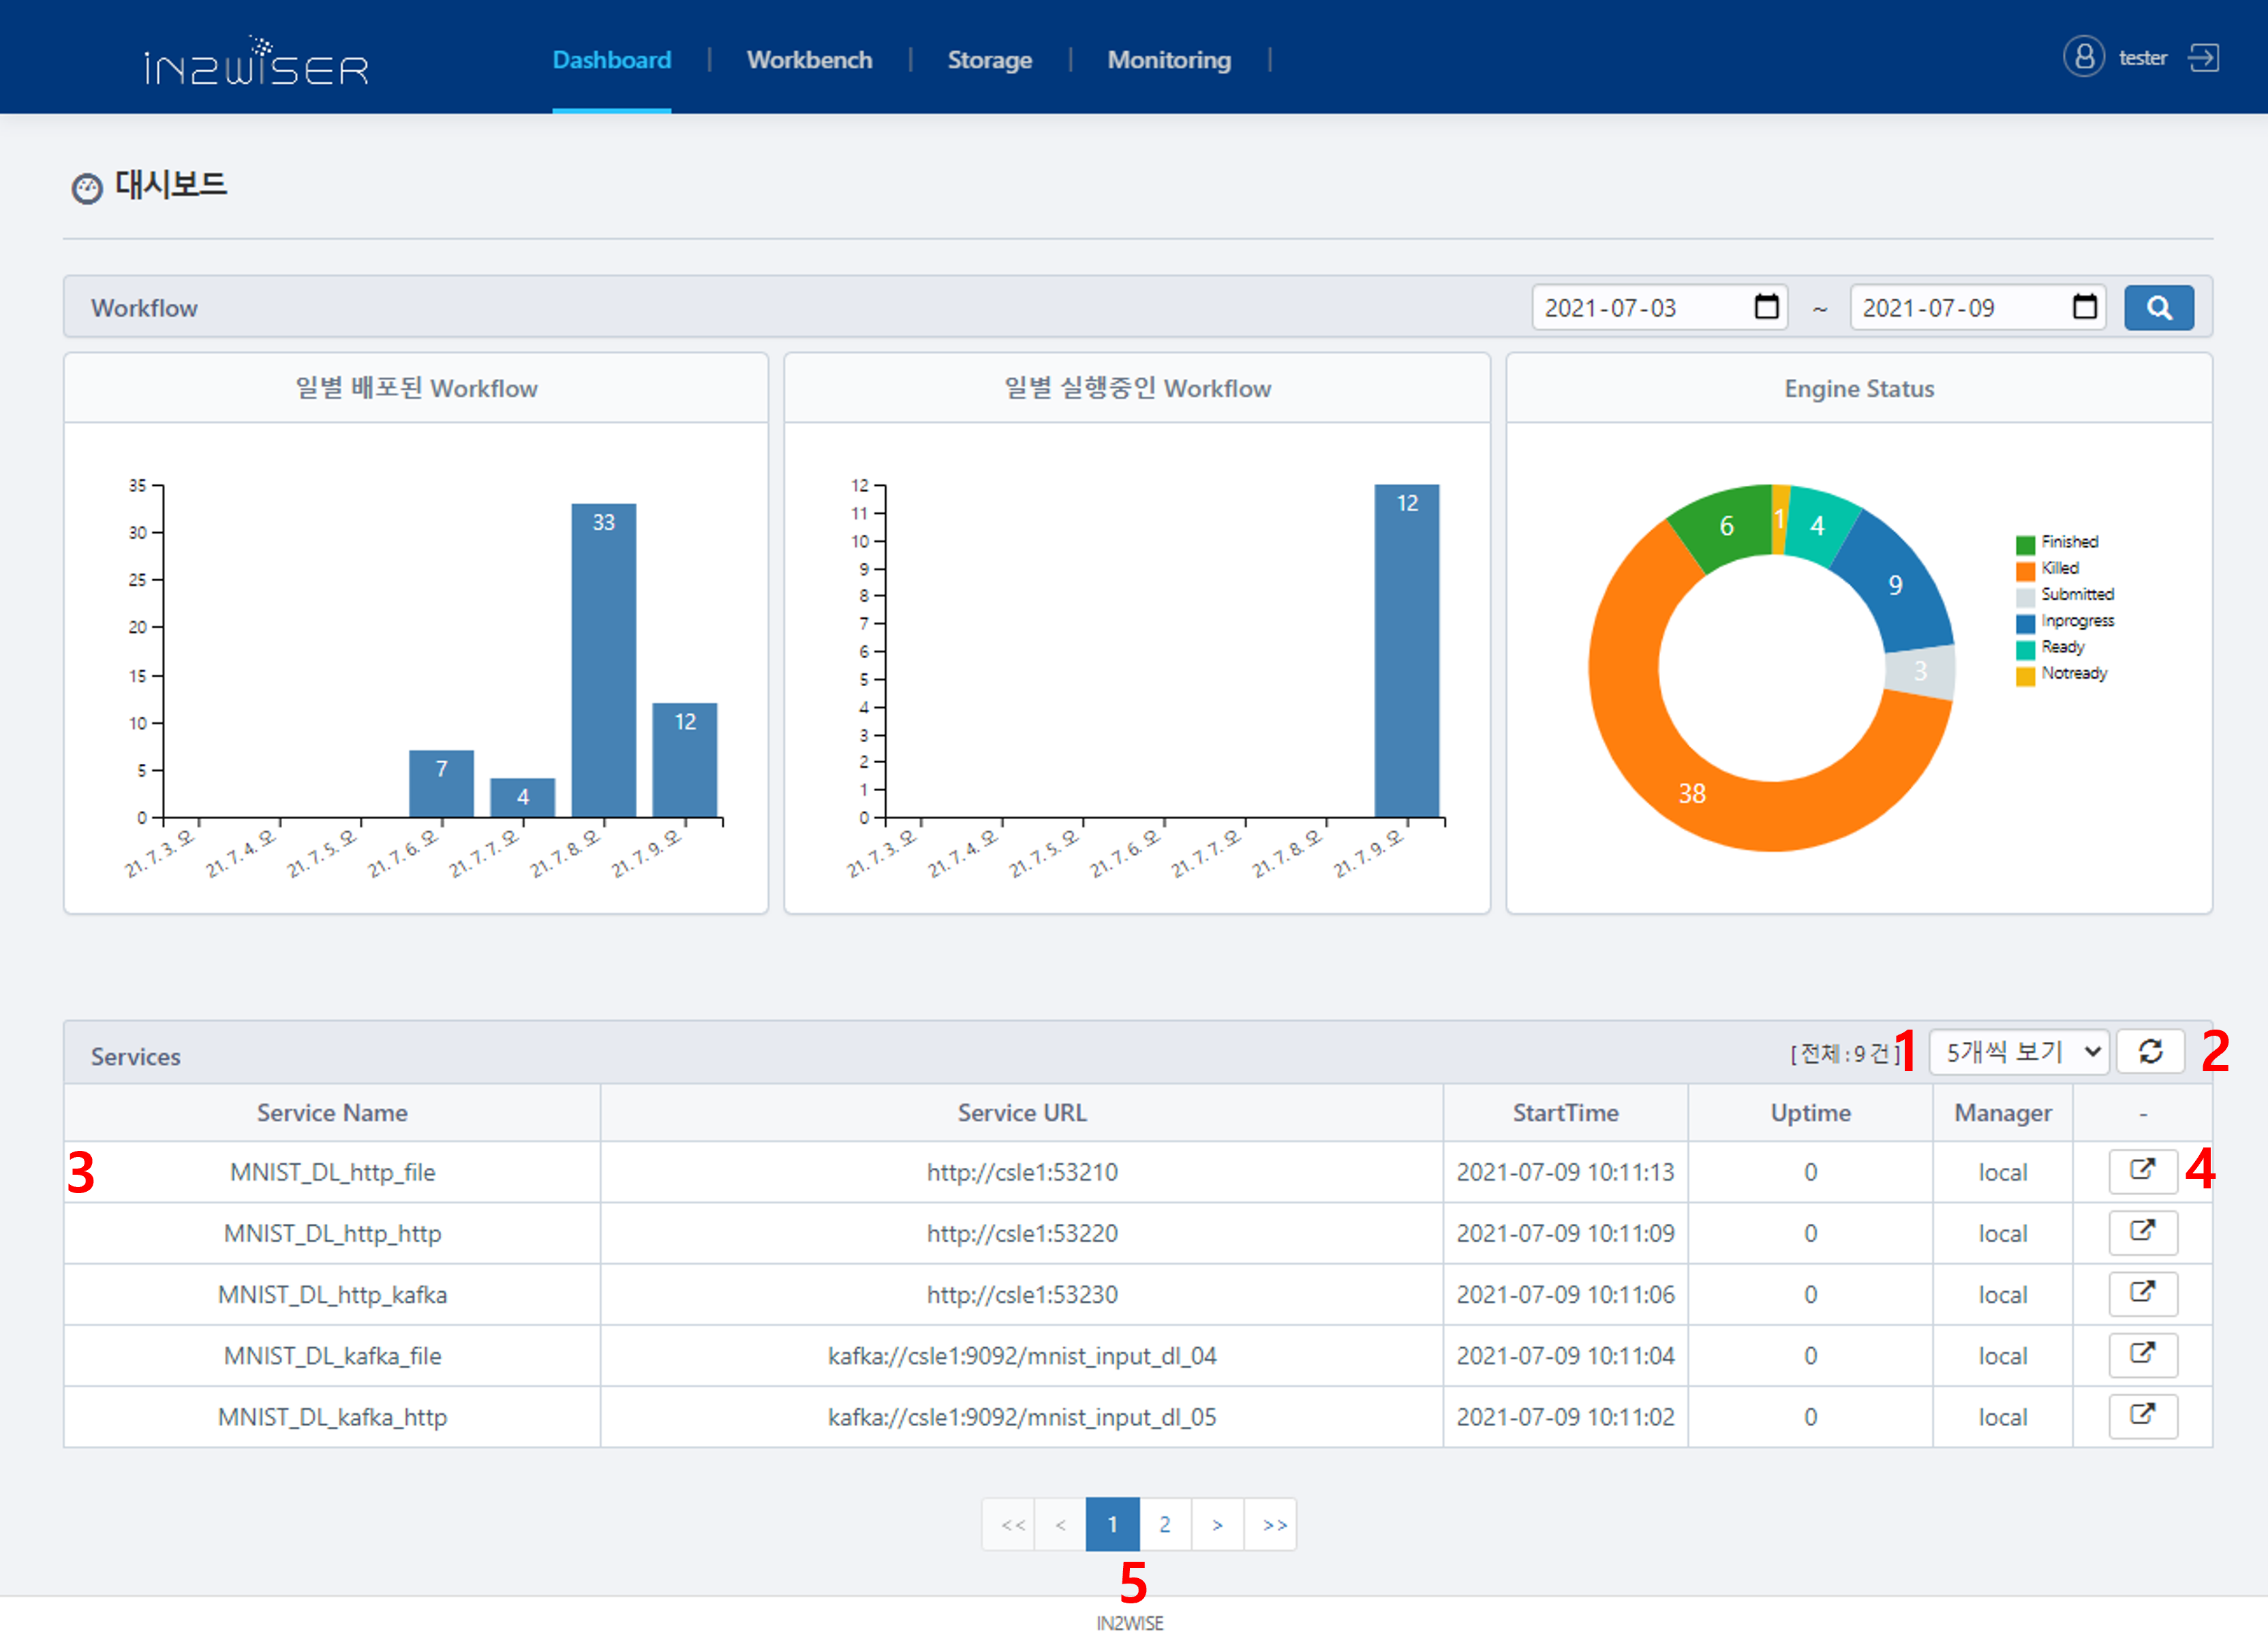 iN2WiSER
Dashboard | Workbench | Storage | Monitoring |
tester
대시보드
Workflow
2021-07-03 ~ 2021-07-09
일별 배포된 Workflow
35
30
25
20
15
10
5
0
7
4
33
12
21. 7. 3. 오
21. 7. 4. 오
21. 7. 5. 오
21. 7. 6. 오
21. 7. 7. 오
21. 7. 8. 오
21. 7. 9. 오
일별 실행중인 Workflow
12
11
10
9
8
7
6
5
4
3
2
1
0
12
21. 7. 3. 오
21. 7. 4. 오
21. 7. 5. 오
21. 7. 6. 오
21. 7. 7. 오
21. 7. 8. 오
21. 7. 9. 오
Engine Status
6
1
4
9
3
38
Finished
Killed
Submitted
Inprogress
Ready
Notready
Services
[ 전체 : 9 건 ] 1 5개씩 보기 2
Service Name Service URL StartTime Uptime Manager -
3 MNIST_DL_http_file http://csle1:53210 2021-07-09 10:11:13 0 local 4
MNIST_DL_http_http http://csle1:53220 2021-07-09 10:11:09 0 local
MNIST_DL_http_kafka http://csle1:53230 2021-07-09 10:11:06 0 local
MNIST_DL_kafka_file kafka://csle1:9092/mnist_input_dl_04 2021-07-09 10:11:04 0 local
MNIST_DL_kafka_http kafka://csle1:9092/mnist_input_dl_05 2021-07-09 10:11:02 0 local
<< < 1 2 > >>
5
IN2WISE